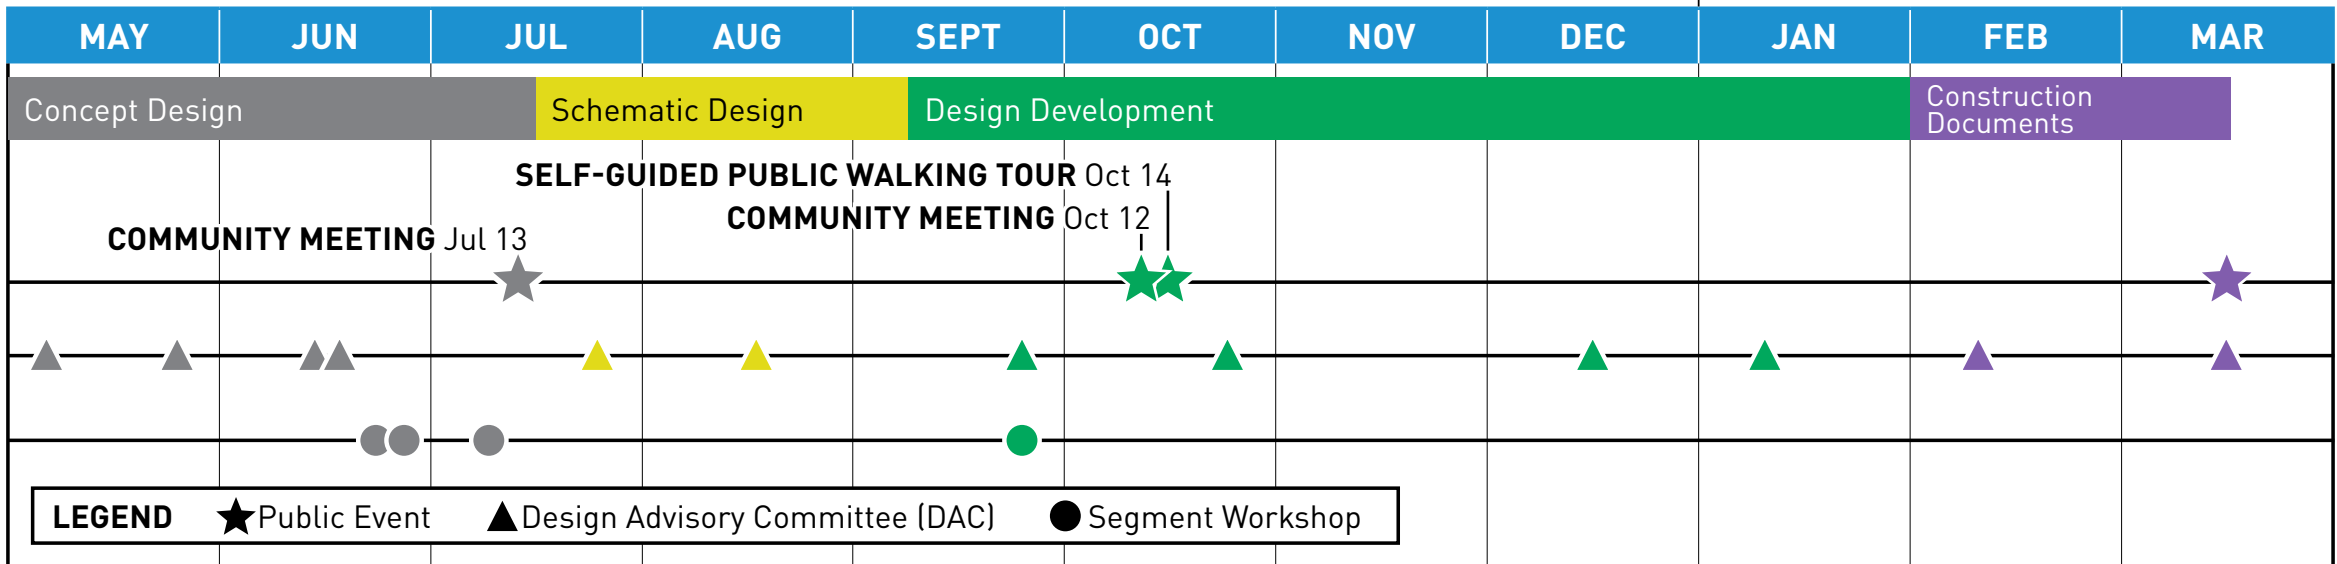 MAY JUN JUL AUG SEPT OCT NOV DEC JAN FEB MAR
Concept Design Schematic Design Design Development Construction
Documents
SELF-GUIDED PUBLIC WALKING TOUR Oct 14
COMMUNITY MEETING Oct 12
COMMUNITY MEETING Jul 13
LEGEND Public Event Design Advisory Committee (DAC) Segment Workshop